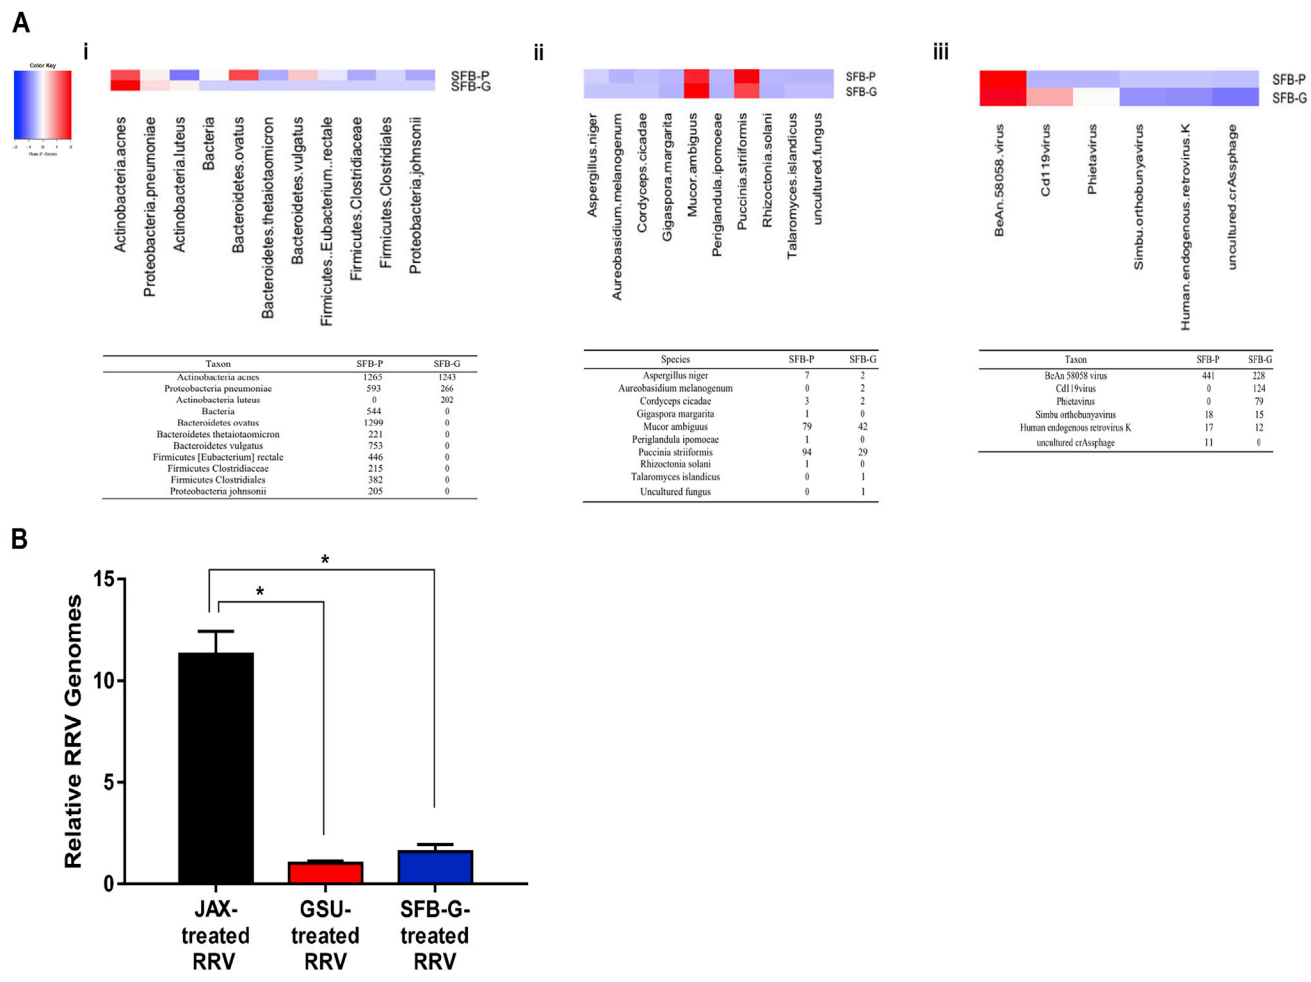 A
i
ii
iii
Color Key
Row Z-Score
SFB-P
SFB-G
Actinobacteria.acnes
Proteobacteria.pneumoniae
Actinobacteria.luteus
Bacteria
Bacteroidetes.ovatus
Bacteroidetes.thetaiotaomicron
Bacteroidetes.vulgatus
Firmicutes..Eubacterium..rectale
Firmicutes.Clostridiaceae
Firmicutes.Clostridiales
Proteobacteria.johnsonii
SFB-P
SFB-G
Aspergillus.niger
Aureobasidium.melanogenum
Cordyceps.cicadae
Gigaspora.margarita
Mucor.ambiguus
Periglandula.ipomoeae
Puccinia.striiformis
Rhizoctonia.solani
Talaromyces.islandicus
uncultured.fungus
SFB-P
SFB-G
BeAn.58058.virus
Cd119virus
Phietavirus
Simbu.orthobunyavirus
Human.endogenous.retrovirus.K
uncultured.crAssphage
Taxon SFB-P SFB-G
Actinobacteria acnes 1265 1243
Proteobacteria pneumoniae 593 266
Actinobacteria luteus 0 202
Bacteria 544 0
Bacteroidetes ovatus 1299 0
Bacteroidetes thetaiotaomicron 221 0
Bacteroidetes vulgatus 753 0
Firmicutes [Eubacterium] rectale 446 0
Firmicutes Clostridiaceae 215 0
Firmicutes Clostridiales 382 0
Proteobacteria johnsonii 205 0
Species SFB-P SFB-G
Aspergillus niger 7 2
Aureobasidium melanogenum 0 2
Cordyceps cicadae 3 2
Gigaspora margarita 1 0
Mucor ambiguus 79 42
Periglandula ipomoeae 1 0
Puccinia striiformis 94 29
Rhizoctonia solani 1 0
Talaromyces islandicus 0 1
Uncultured fungus 0 1
Taxon SFB-P SFB-G
BeAn 58058 virus 441 228
Cd119virus 0 124
Phietavirus 0 79
Simbu orthobunyavirus 18 15
Human endogenous retrovirus K 17 12
uncultured crAssphage 11 0
B
Relative RRV Genomes
15
10
5
0
*
*
JAX-
treated
RRV
GSU-
treated
RRV
SFB-G-
treated
RRV